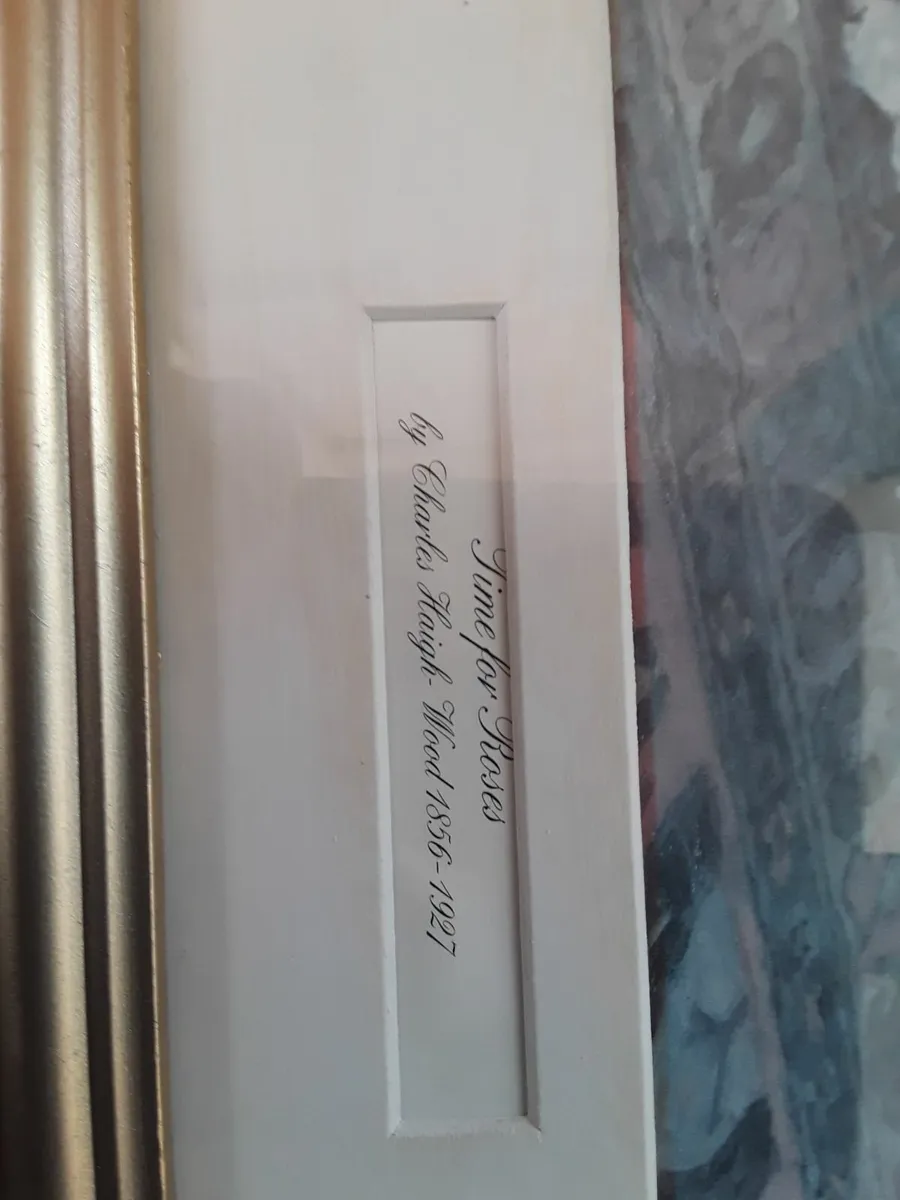 Time for Roses
by Charles Haigh- Wood 1856-1927